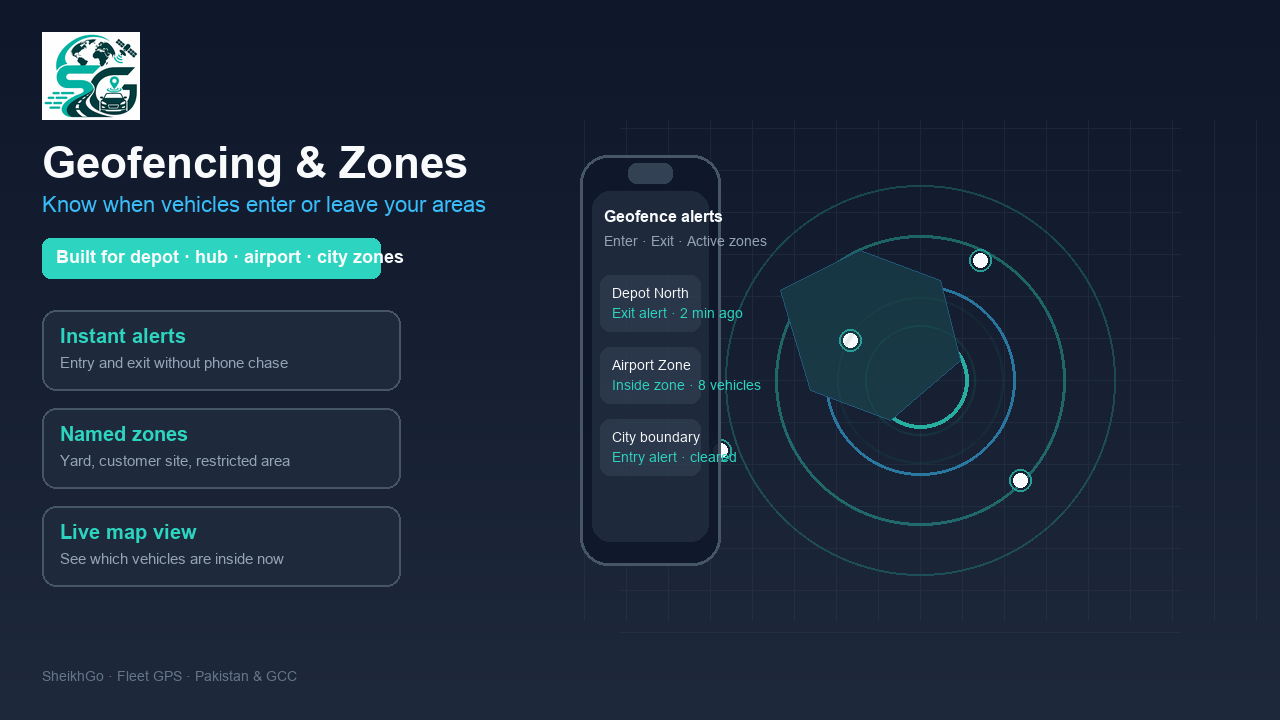 SG
Geofencing & Zones
Know when vehicles enter or leave your areas
Built for depot · hub · airport · city zones
Instant alerts
Entry and exit without phone chase
Named zones
Yard, customer site, restricted area
Live map view
See which vehicles are inside now
Geofence alerts
Enter · Exit · Active zones
Depot North
Exit alert · 2 min ago
Airport Zone
Inside zone · 8 vehicles
City boundary
Entry alert · cleared
SheikhGo · Fleet GPS · Pakistan & GCC